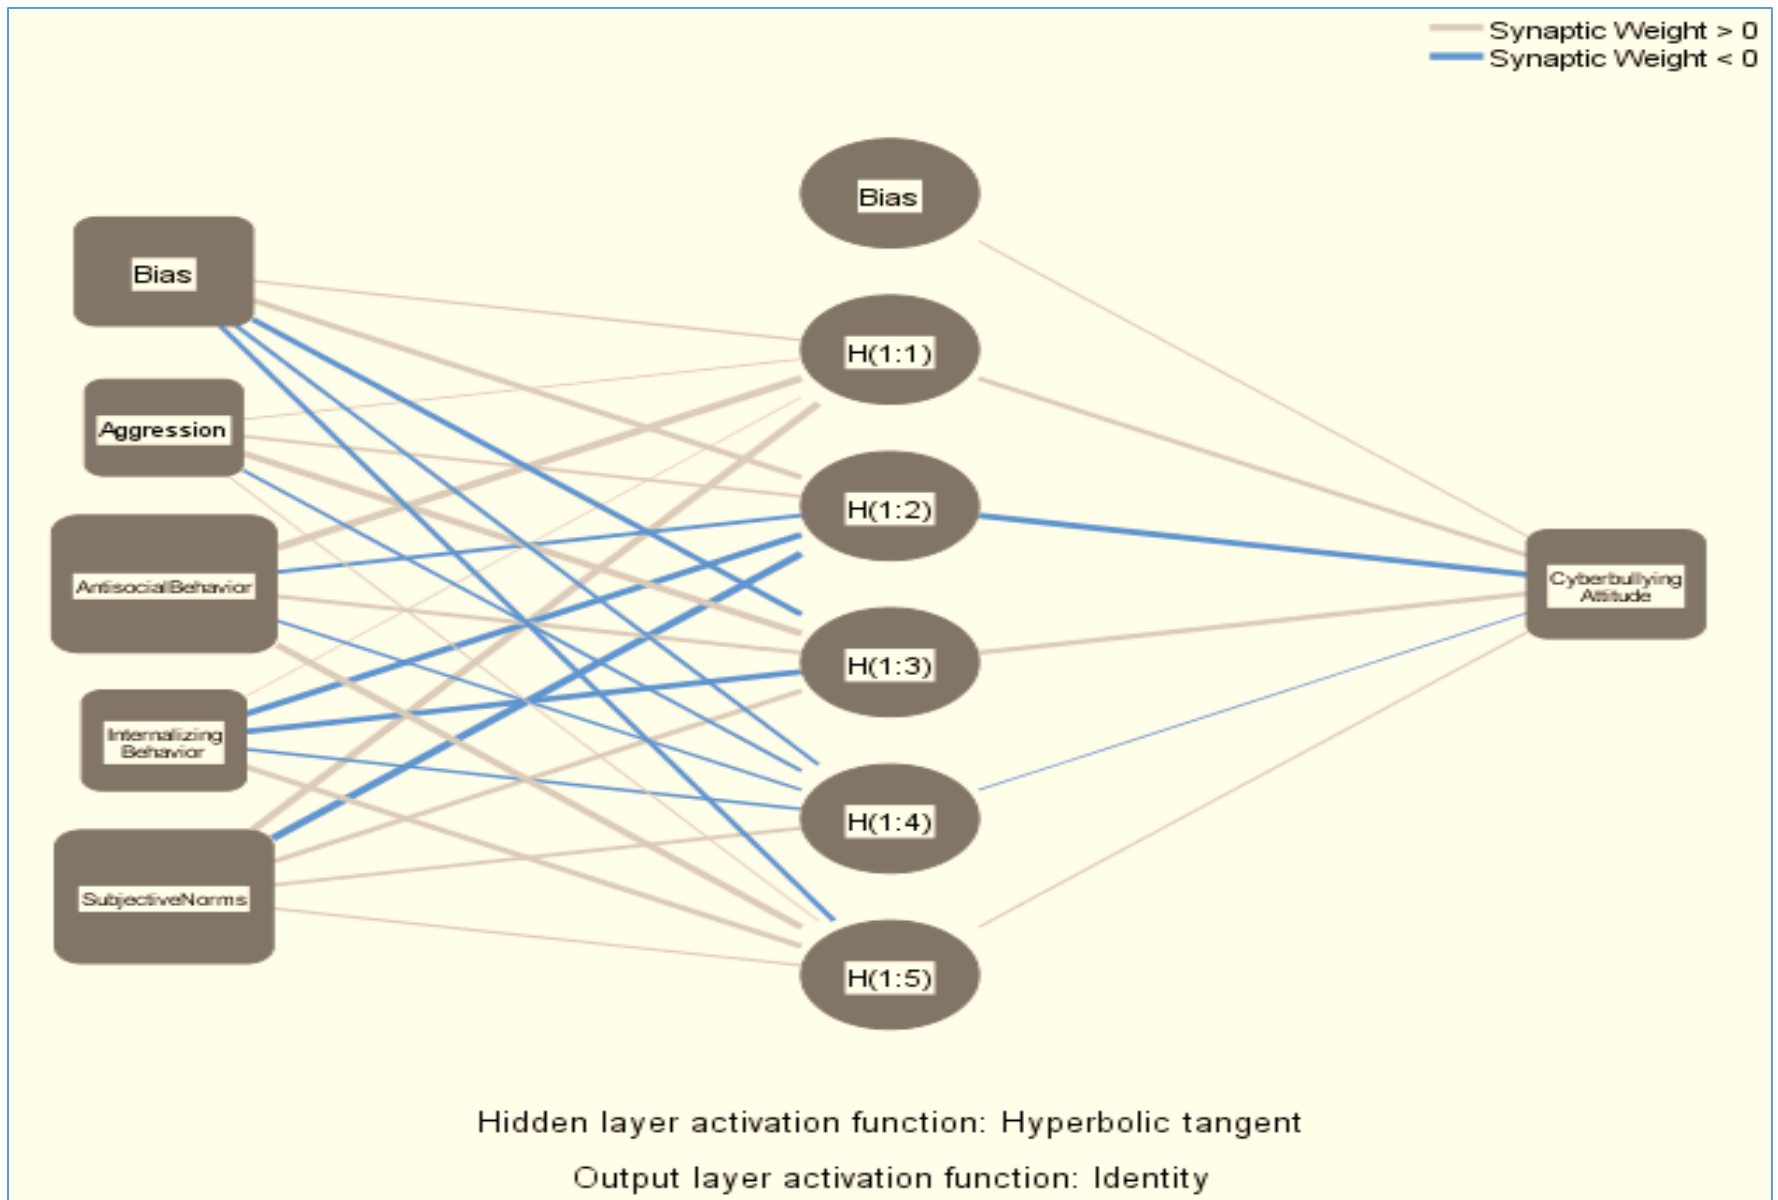 Synaptic Weight > 0
Synaptic Weight < 0
Bias
Aggression
AntisocialBehavior
Internalizing
Behavior
SubjectiveNorms
Bias
H(1:1)
H(1:2)
H(1:3)
H(1:4)
H(1:5)
Cyberbullying
Attitude
Hidden layer activation function: Hyperbolic tangent
Output layer activation function: Identity